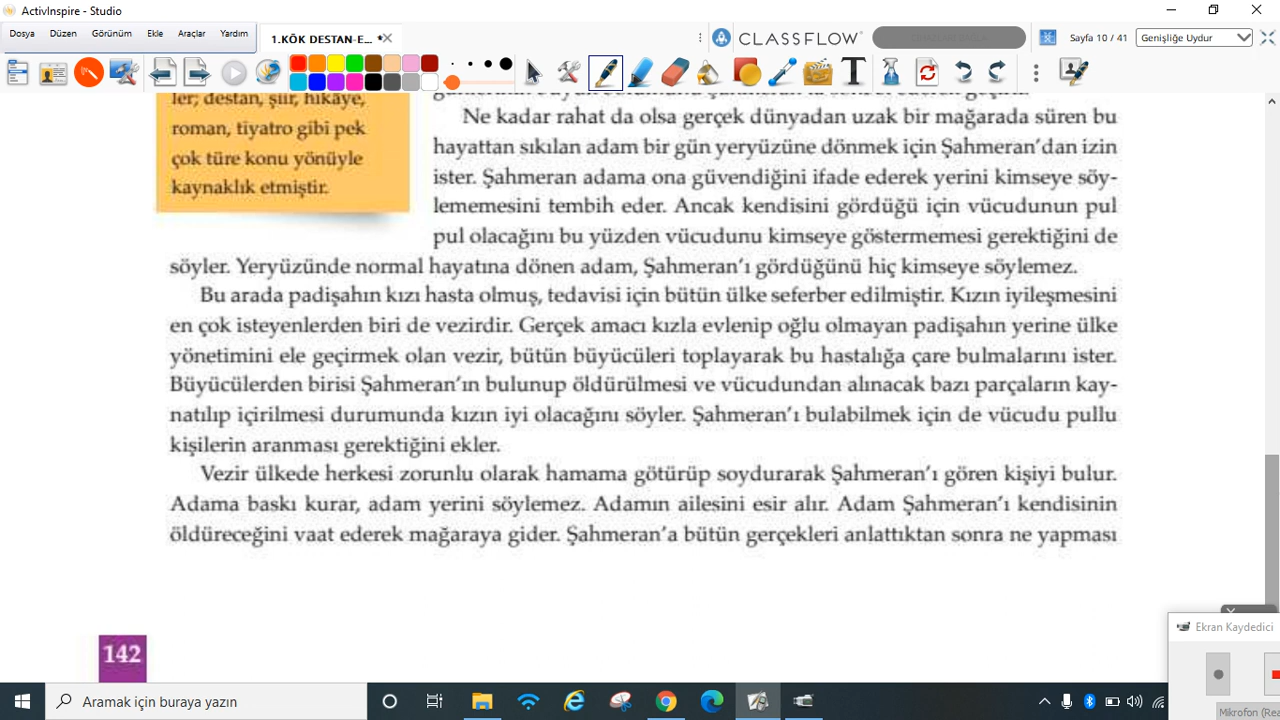 ActivInspire - Studio
Dosya Düzen Görünüm Ekle Araçlar Yardım
1.KÖK DESTAN-E... *
CLASSFLOW
Sayfa 10 / 41
Genişliğe Uydur
ler; destan, şiir, hikâye,
roman, tiyatro gibi pek
çok türe konu yönüyle
kaynaklık etmiştir.
Ne kadar rahat da olsa gerçek dünyadan uzak bir mağarada süren bu
hayattan sıkılan adam bir gün yeryüzüne dönmek için Şahmeran’dan izin
ister. Şahmeran adama ona güvendiğini ifade ederek yerini kimseye söy-
lememesini tembih eder. Ancak kendisini gördüğü için vücudunun pul
pul olacağını bu yüzden vücudunu kimseye göstermemesi gerektiğini de
söyler. Yeryüzünde normal hayatına dönen adam, Şahmeran’ı gördüğünü hiç kimseye söylemez.
Bu arada padişahın kızı hasta olmuş, tedavisi için bütün ülke seferber edilmiştir. Kızın iyileşmesini
en çok isteyenlerden biri de vezirdir. Gerçek amacı kızla evlenip oğlu olmayan padişahın yerine ülke
yönetimini ele geçirmek olan vezir, bütün büyücüleri toplayarak bu hastalığa çare bulmalarını ister.
Büyücülerden birisi Şahmeran’ın bulunup öldürülmesi ve vücudundan alınacak bazı parçaların kay-
natılıp içirilmesi durumunda kızın iyi olacağını söyler. Şahmeran’ı bulabilmek için de vücudu pullu
kişilerin aranması gerektiğini ekler.
Vezir ülkede herkesi zorunlu olarak hamama götürüp soydurarak Şahmeran’ı gören kişiyi bulur.
Adama baskı kurar, adam yerini söylemez. Adamın ailesini esir alır. Adam Şahmeran’ı kendisinin
öldüreceğini vaat ederek mağaraya gider. Şahmeran’a bütün gerçekleri anlattıktan sonra ne yapması
142
Ekran Kaydedici
Mikrofon (Rea
Aramak için buraya yazın